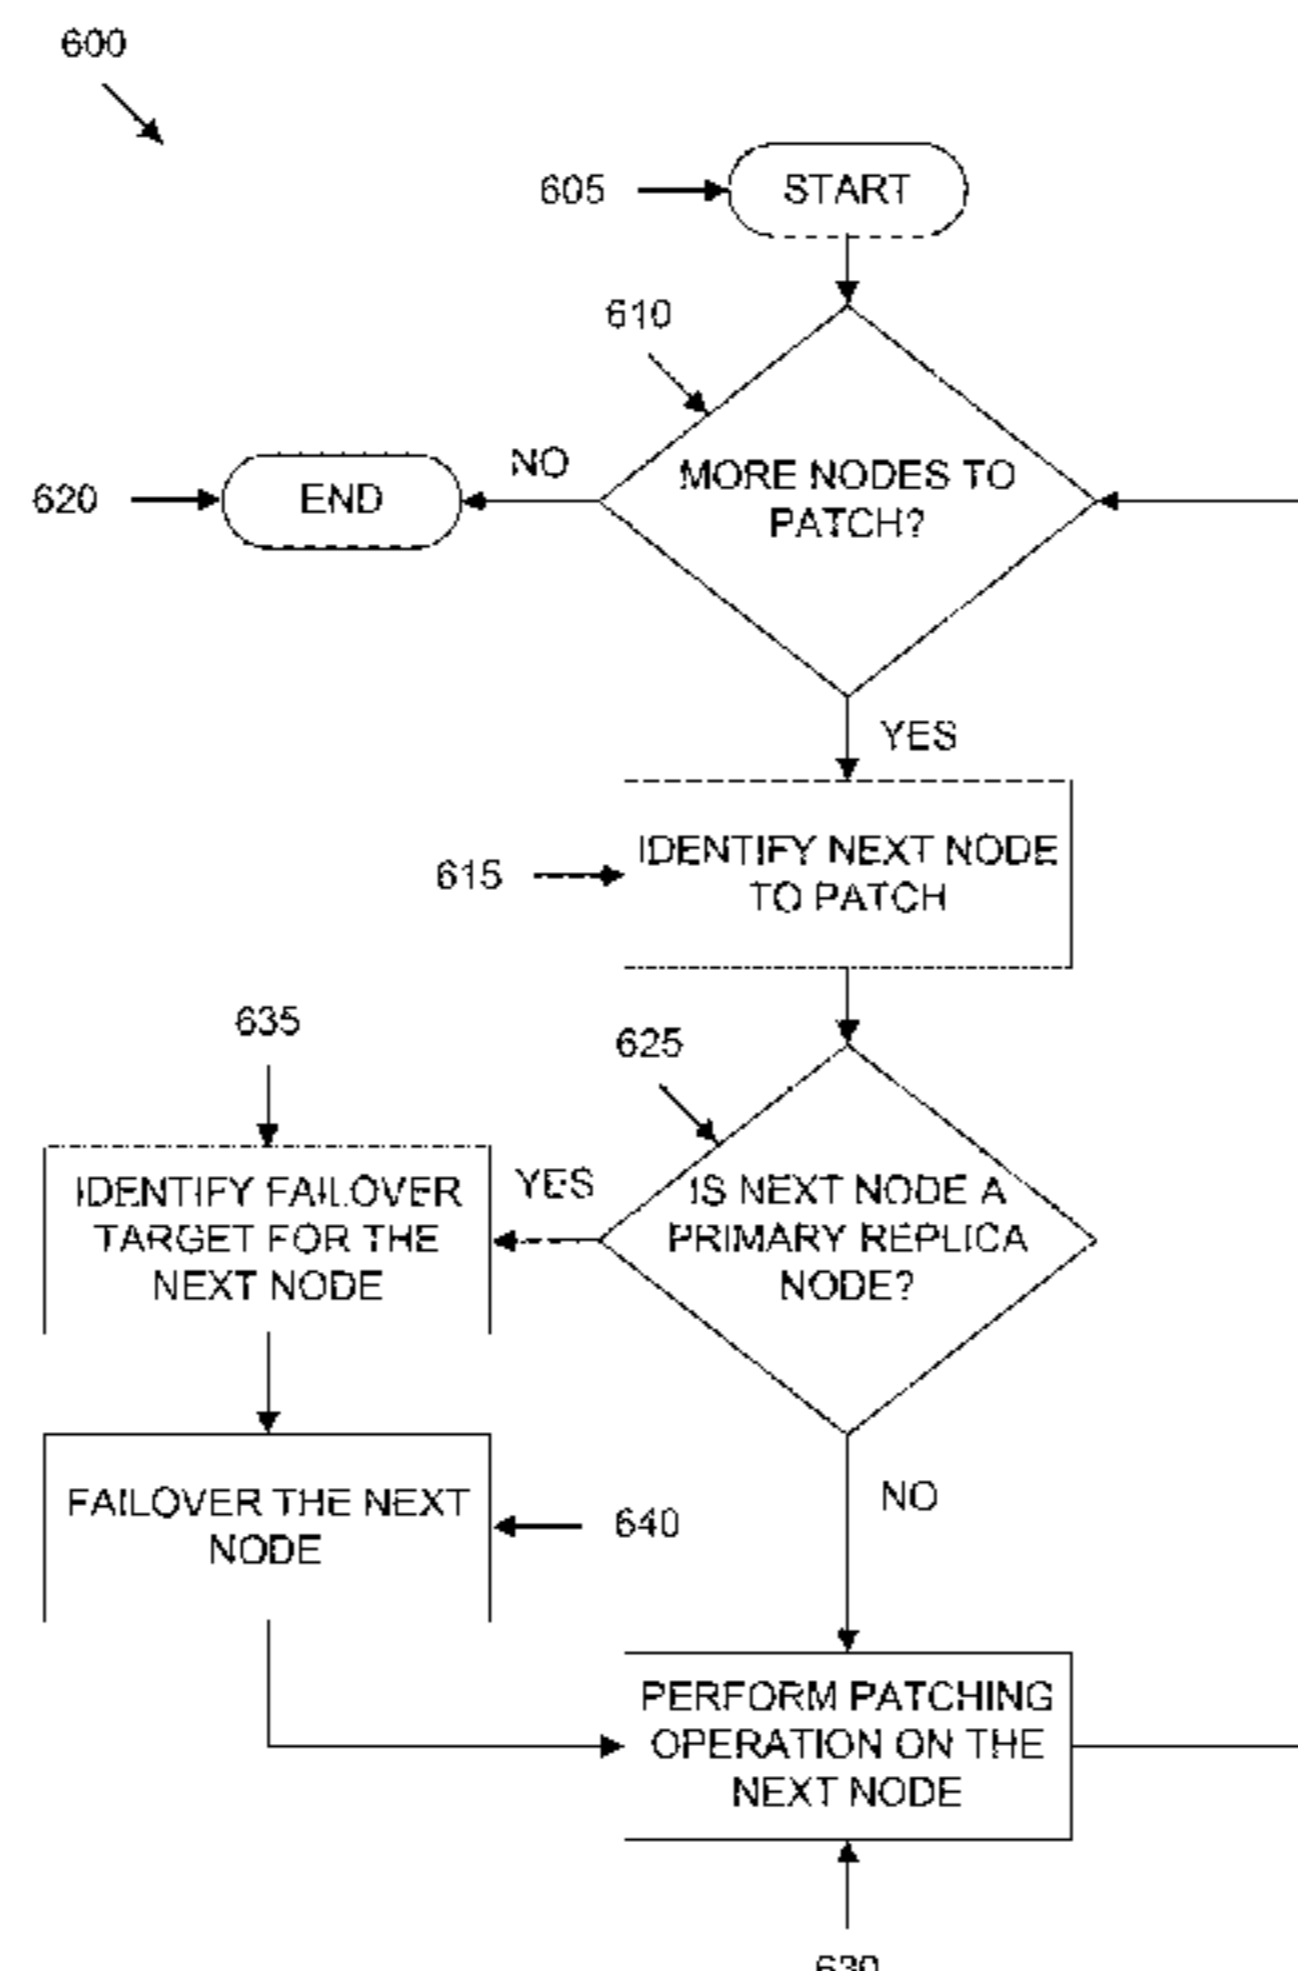 600
605
START
610
NO
MORE NODES TO
PATCH?
620
END
YES
IDENTIFY NEXT NODE
TO PATCH
615
635
625
IDENTIFY FAILOVER
TARGET FOR THE
NEXT NODE
YES
IS NEXT NODE A
PRIMARY REPLICA
NODE?
FAILOVER THE NEXT
NODE
640
NO
PERFORM PATCHING
OPERATION ON THE
NEXT NODE
630